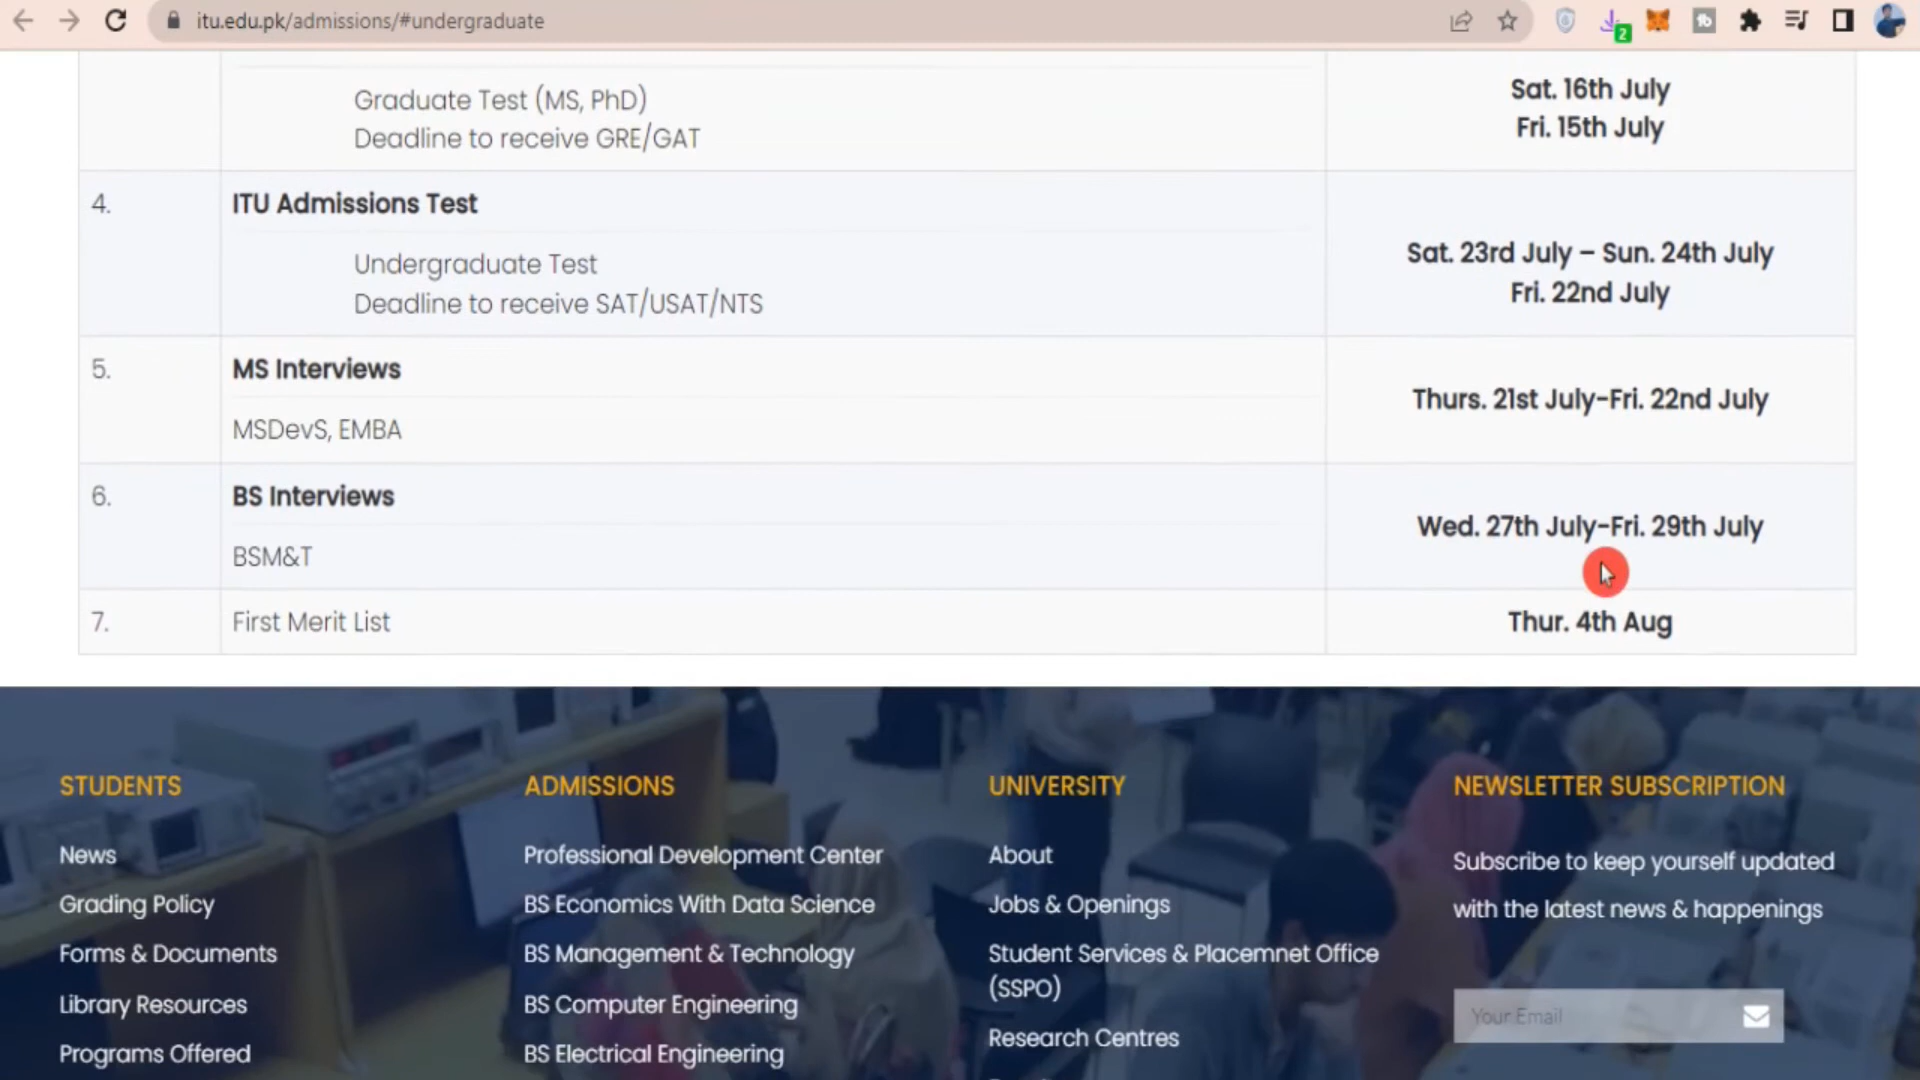 itu.edu.pk/admissions/#undergraduate
2
Graduate Test (MS, PhD)
Sat. 16th July
Deadline to receive GRE/GAT
Fri. 15th July
4.
ITU Admissions Test
Undergraduate Test
Sat. 23rd July – Sun. 24th July
Deadline to receive SAT/USAT/NTS
Fri. 22nd July
5.
MS Interviews
Thurs. 21st July-Fri. 22nd July
MSDevS, EMBA
6.
BS Interviews
Wed. 27th July-Fri. 29th July
BSM&T
7.
First Merit List
Thur. 4th Aug
STUDENTS
News
Grading Policy
Forms & Documents
Library Resources
Programs Offered
ADMISSIONS
Professional Development Center
BS Economics With Data Science
BS Management & Technology
BS Computer Engineering
BS Electrical Engineering
UNIVERSITY
About
Jobs & Openings
Student Services & Placemnet Office
(SSPO)
Research Centres
NEWSLETTER SUBSCRIPTION
Subscribe to keep yourself updated
with the latest news & happenings
Your Email